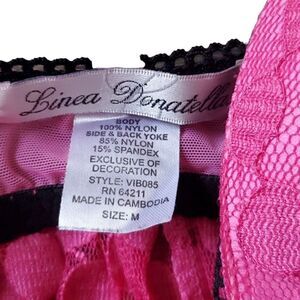 Linea Donatella
BODY
100% NYLON
SIDE & BACK YOKE
85% NYLON
15% SPANDEX
EXCLUSIVE OF
DECORATION
STYLE: VIB085
RN 64211
MADE IN CAMBODIA
SIZE: M